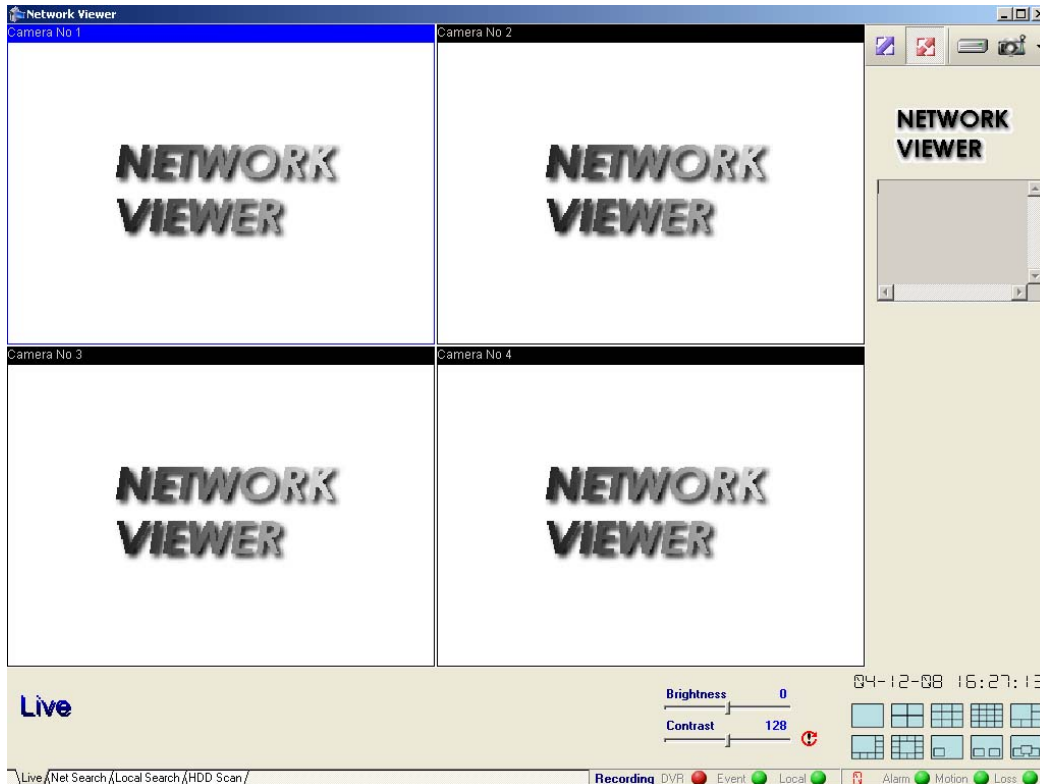 Network Viewer
Camera No 1
Camera No 2
NETWORK
VIEWER
NETWORK
VIEWER
NETWORK
VIEWER
Camera No 3
Camera No 4
NETWORK
VIEWER
NETWORK
VIEWER
Live
Brightness 0
Contrast 128
04-12-08 16:27:13
Live Net Search Local Search HDD Scan
Recording DVR Event Local Alarm Motion Loss